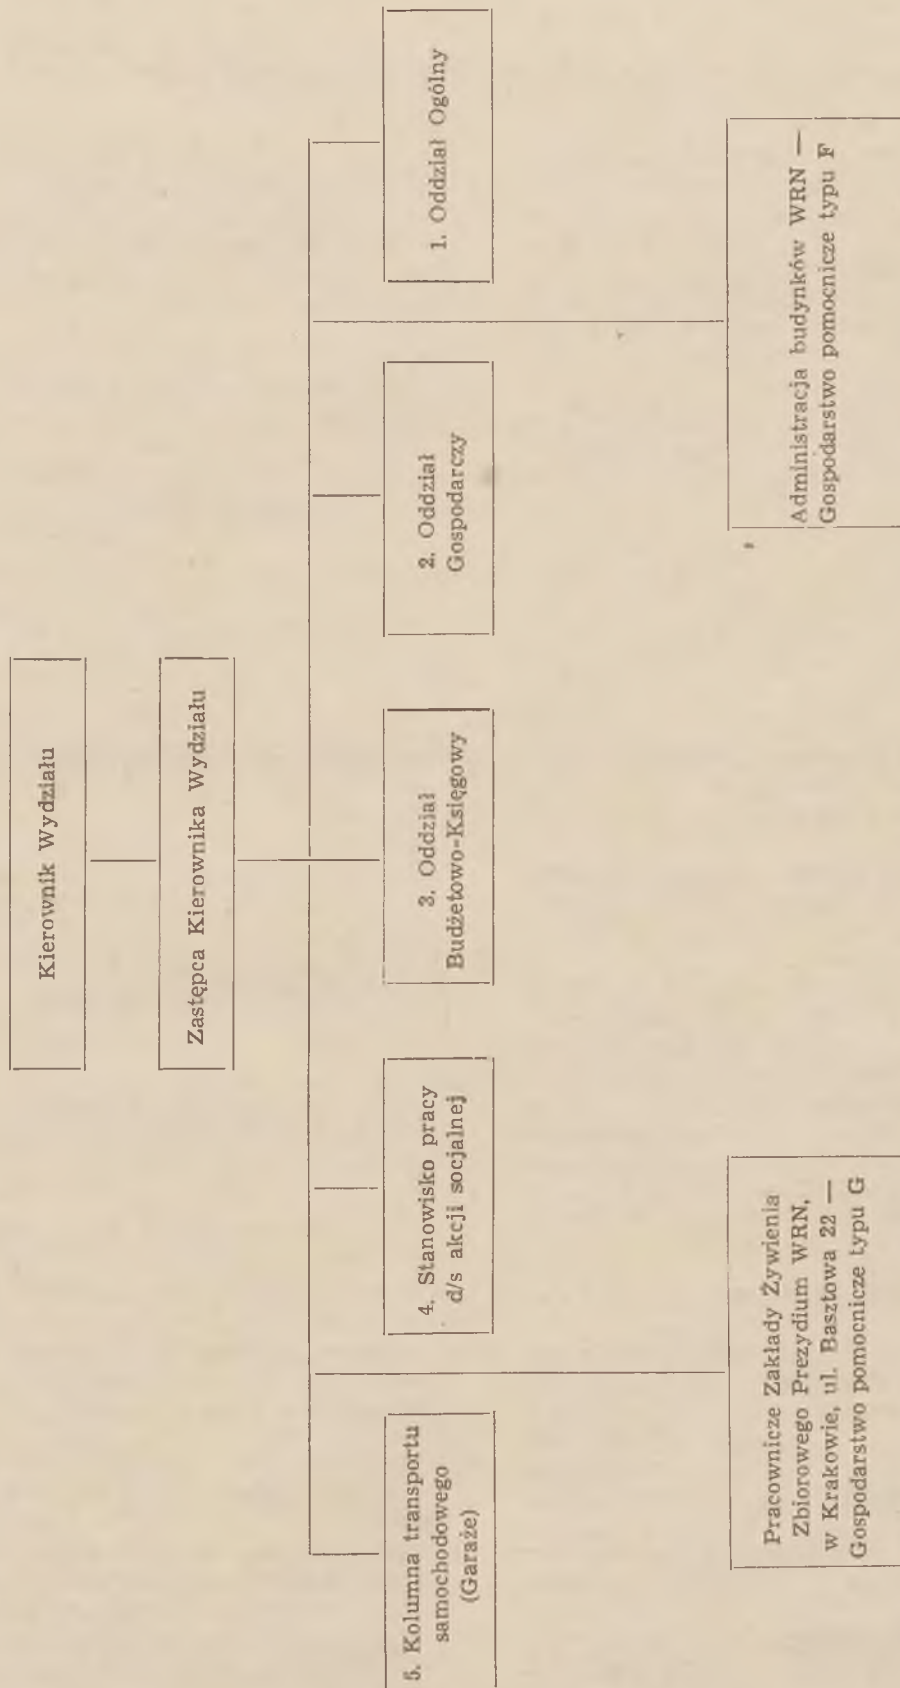 Kierownik Wydziału
Zastępca Kierownika Wydziału
5. Kolumna transportu
samochodowego
(Garaże)
4. Stanowisko pracy
d/s akcji socjalnej
3. Oddział
Budżetowo-Księgowy
2. Oddział
Gospodarczy
1. Oddział Ogólny
Pracownicze Zakłady Żywienia
Zbiorowego Prezydium WRN,
w Krakowie, ul. Basztowa 22 —
Gospodarstwo pomocnicze typu G
Administracja budynków WRN —
Gospodarstwo pomocnicze typu F